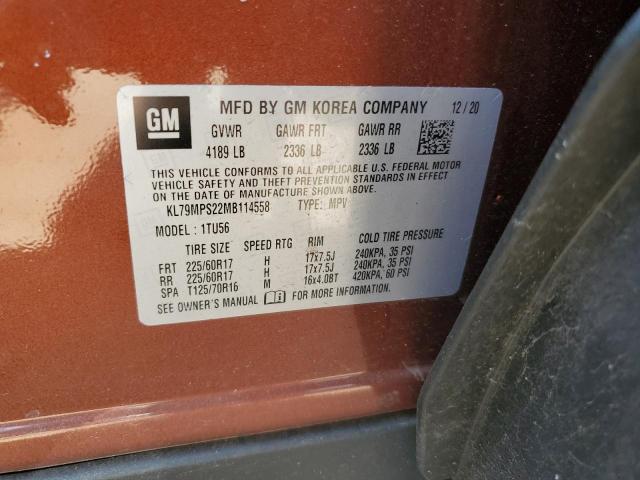 GM
MFD BY GM KOREA COMPANY 12/20
GVWR GAWR FRT GAWR RR
4189 LB 2336 LB 2336 LB
THIS VEHICLE CONFORMS TO ALL APPLICABLE U.S. FEDERAL MOTOR
VEHICLE SAFETY AND THEFT PREVENTION STANDARDS IN EFFECT
ON THE DATE OF MANUFACTURE SHOWN ABOVE.
KL79MPS22MB114558 TYPE: MPV
MODEL: 1TU56
TIRE SIZE SPEED RTG RIM COLD TIRE PRESSURE
FRT 225/60R17 H 17x7.5J 240KPA, 35 PSI
RR 225/60R17 H 17x7.5J 240KPA, 35 PSI
SPA T125/70R16 M 16x4.0BT 420KPA, 60 PSI
SEE OWNER'S MANUAL FOR MORE INFORMATION.